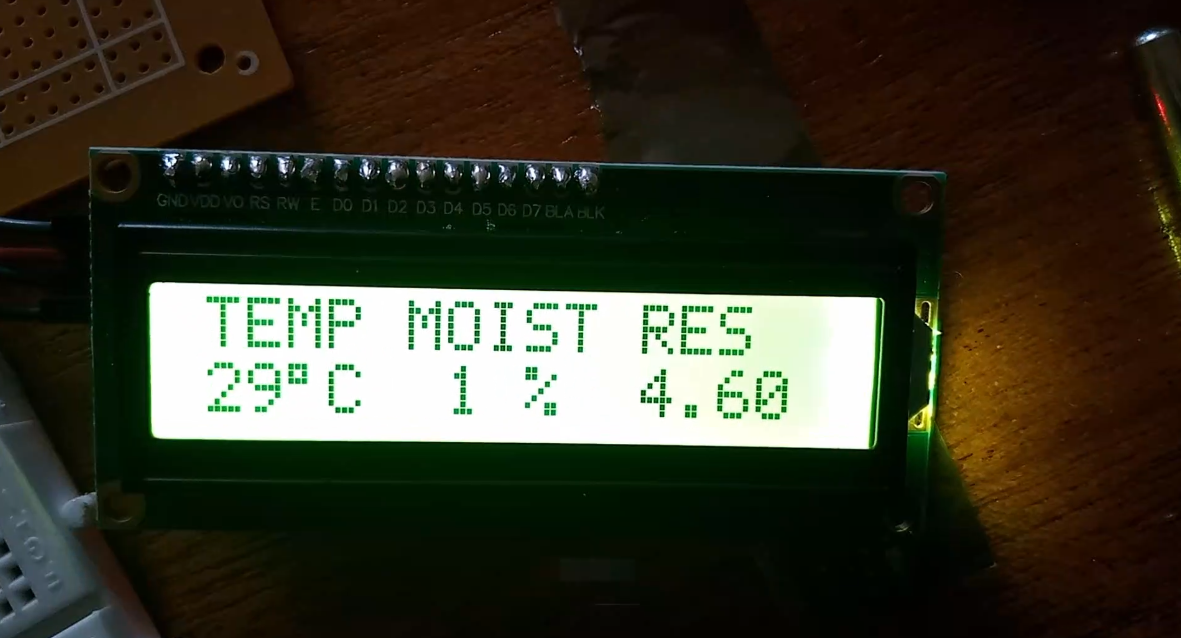 GND VDD VO RS RW E D0 D1 D2 D3 D4 D5 D6 D7 BLA BLK
TEMP MOIST RES
29°C 1 % 4.60